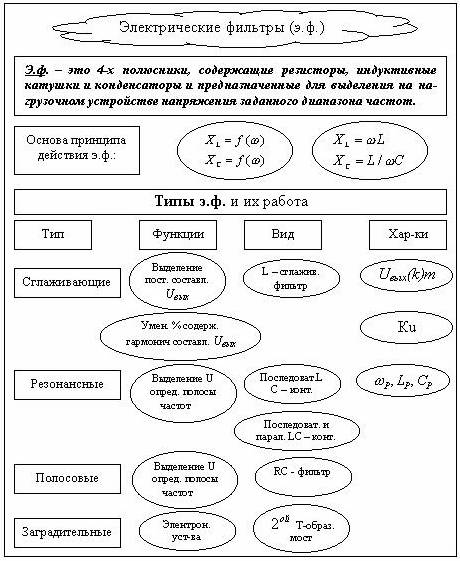 Электрические фильтры (э.ф.)
Э.ф. – это 4-х полюсники, содержащие резисторы, индуктивные
катушки и конденсаторы и предназначенные для выделения на на-
грузочном устройстве напряжения заданного диапазона частот.
Основа принципа
действия э.ф.:
X_L = f (ω)
X_C = f (ω)
X_L = ωL
X_C = L / ωC
Типы э.ф. и их работа
Тип
Функции
Вид
Хар-ки
Сглаживающие
Выделение
пост. составл.
U_вых
L – сглажив.
фильтр
U_вых(k)m
Умен. % содерж.
гармонич составл. U_вых
Ku
Резонансные
Выделение U
опред. полосы
частот
Последоват.L
C – конт.
ω_P, L_P, C_P
Последоват. и
парал. LC – конт.
Полосовые
Выделение U
опред. полосы
частот
RC - фильтр
Заградительные
Электрон.
уст-ва
2ой Т-образ.
мост